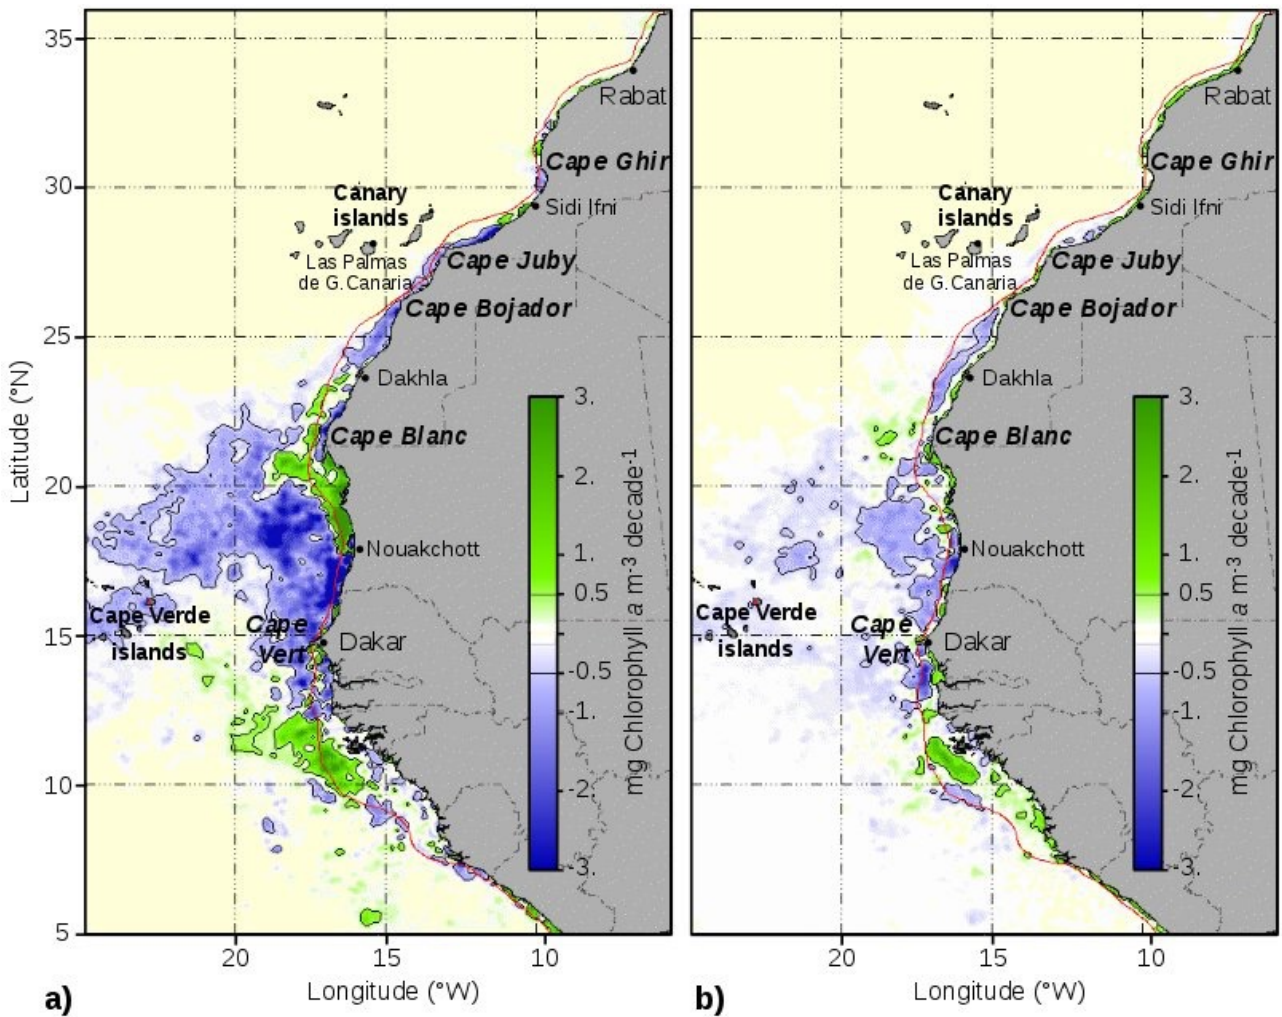 35
30
25
20
15
10
5
Latitude (°N)
Rabat
Cape Ghir
Canary
islands
Sidi Ifni
Las Palmas
de G.Canaria
Cape Juby
Cape Bojador
Dakhla
Cape Blanc
Nouakchott
Cape Verde
islands
Cape
Vert
Dakar
3.
2.
1.
0.5
-0.5
-1.
-2.
-3.
mg Chlorophyll a m-3 decade-1
20
15
10
Longitude (°W)
a)
Rabat
Cape Ghir
Canary
islands
Sidi Ifni
Las Palmas
de G.Canaria
Cape Juby
Cape Bojador
Dakhla
Cape Blanc
Nouakchott
Cape Verde
islands
Cape
Vert
Dakar
3.
2.
1.
0.5
-0.5
-1.
-2.
-3.
mg Chlorophyll a m-3 decade-1
20
15
10
Longitude (°W)
b)